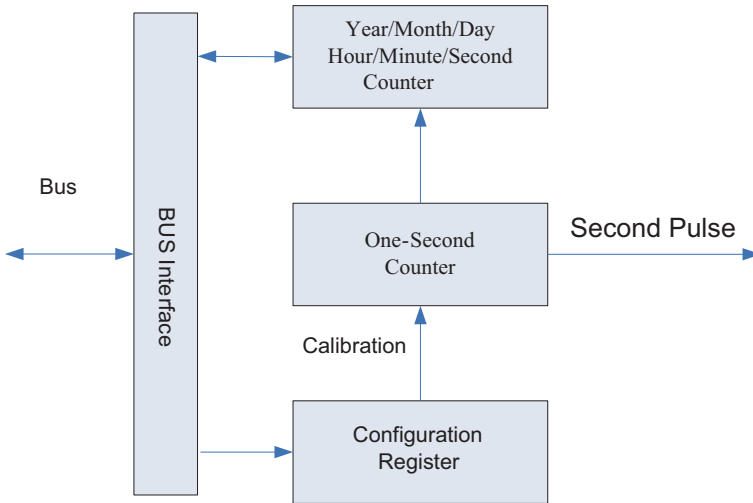 Year/Month/Day
Hour/Minute/Second
Counter
Bus
BUS Interface
One-Second
Counter
Second Pulse
Calibration
Configuration
Register